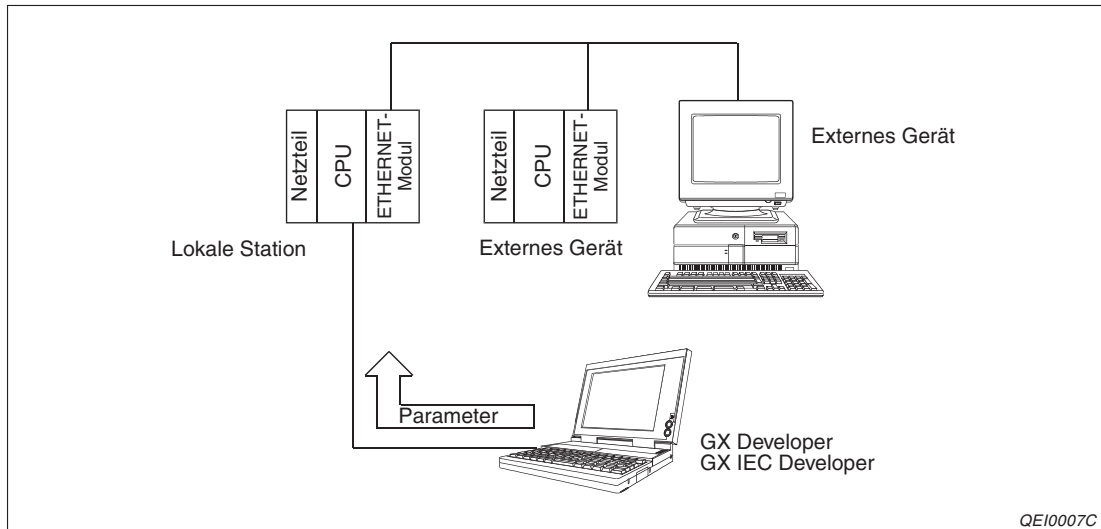 Netzteil
CPU
ETHERNET-
Modul
Netzteil
CPU
ETHERNET-
Modul
Externes Gerät
Lokale Station
Externes Gerät
Parameter
GX Developer
GX IEC Developer
QEI0007C